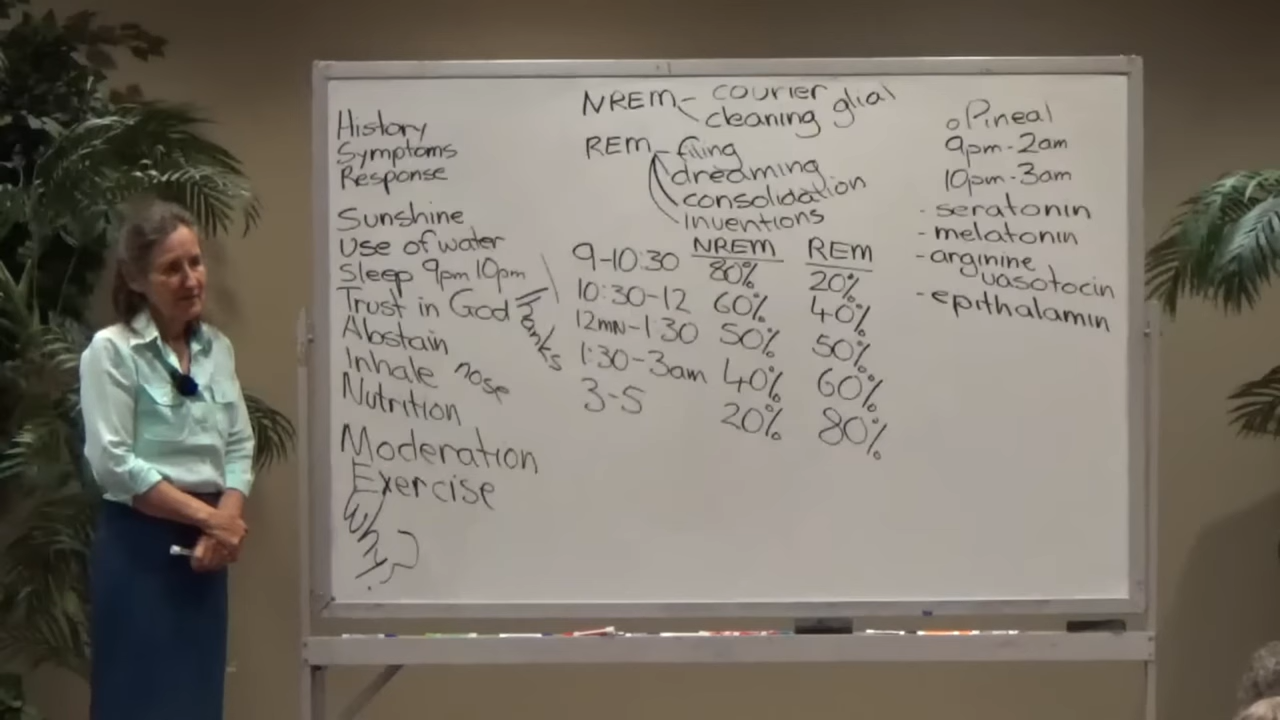 History
Symptoms
Response
Sunshine
Use of water
Sleep 9pm 10pm
Trust in God Thanks
Abstain
Inhale nose
Nutrition
Moderation
Exercise
Why?
NREM - courier
cleaning glial
REM - filing
dreaming
consolidation
inventions
NREM REM
9-10:30 80% 20%
10:30-12 60% 40%
12MN-1:30 50% 50%
1:30-3am 40% 60%
3-5 20% 80%
Pineal
9pm-2am
10pm-3am
- seratonin
- melatonin
- arginine
vasotocin
- epithalamin